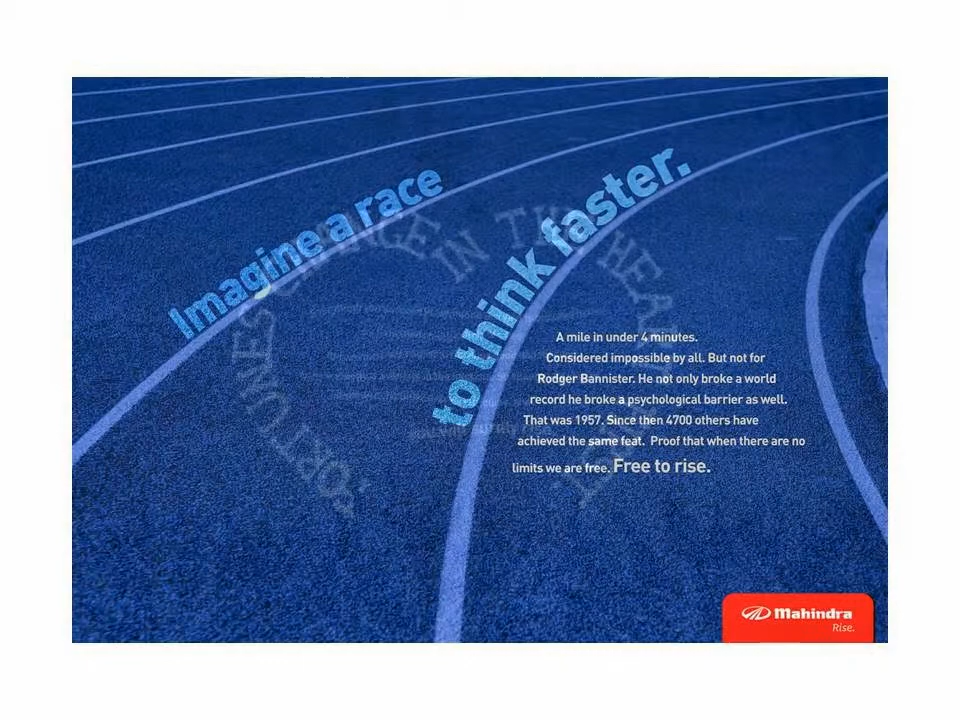 Imagine a race
to think faster.
A mile in under 4 minutes.
Considered impossible by all. But not for
Rodger Bannister. He not only broke a world
record he broke a psychological barrier as well.
That was 1957. Since then 4700 others have
achieved the same feat. Proof that when there are no
limits we are free. Free to rise.
Mahindra
Rise.